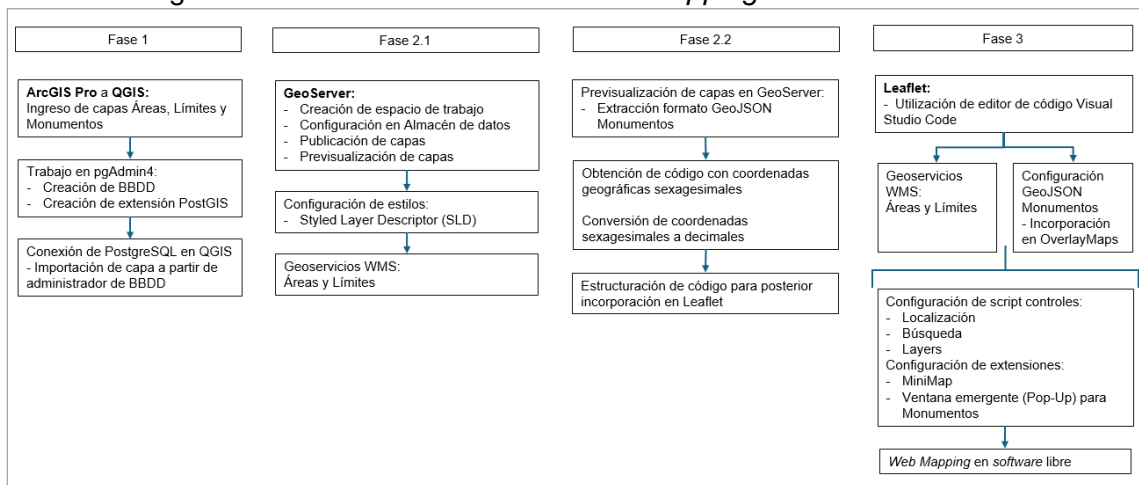 Fase 1
ArcGIS Pro a QGIS:
Ingreso de capas Áreas, Límites y
Monumentos
Trabajo en pgAdmin4:
- Creación de BBDD
- Creación de extensión PostGIS
Conexión de PostgreSQL en QGIS
- Importación de capa a partir de
administrador de BBDD
Fase 2.1
GeoServer:
- Creación de espacio de trabajo
- Configuración en Almacén de datos
- Publicación de capas
- Previsualización de capas
Configuración de estilos:
- Styled Layer Descriptor (SLD)
Geoservicios WMS:
Áreas y Límites
Fase 2.2
Previsualización de capas en GeoServer:
- Extracción formato GeoJSON
Monumentos
Obtención de código con coordenadas
geográficas sexagesimales
Conversión de coordenadas
sexagesimales a decimales
Estructuración de código para posterior
incorporación en Leaflet
Fase 3
Leaflet:
- Utilización de editor de código Visual
Studio Code
Geoservicios
WMS:
Áreas y Límites
Configuración
GeoJSON
Monumentos
- Incorporación
en OverlayMaps
Configuración de script controles:
- Localización
- Búsqueda
- Layers
Configuración de extensiones:
- MiniMap
- Ventana emergente (Pop-Up) para
Monumentos
Web Mapping en software libre